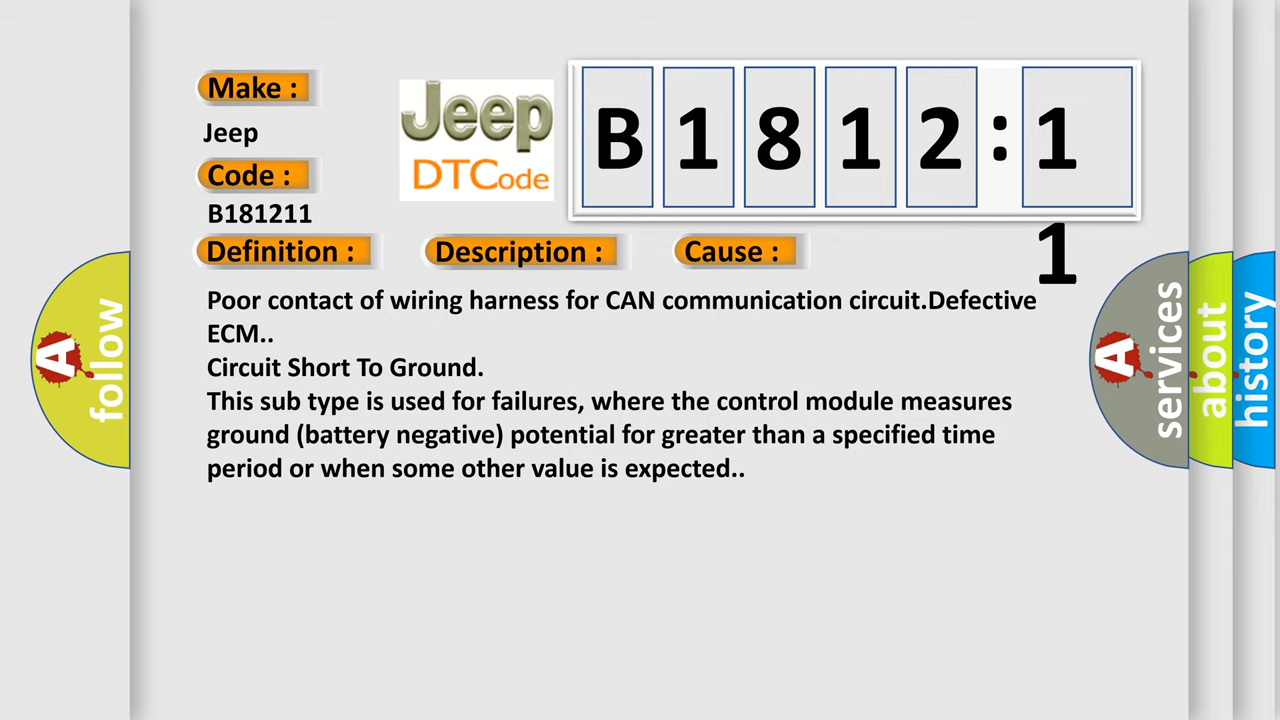 Make :
Jeep
Code :
B181211
Jeep
DTCode
B 1 8 1 2 : 1
1
Definition :
Description :
Cause :
Poor contact of wiring harness for CAN communication circuitDefective
ECM..
Circuit Short To Ground.
This sub type is used for failures, where the control module measures
ground (battery negative) potential for greater than a specified time
period or when some other value is expected..
A
follow
A
services
about
history